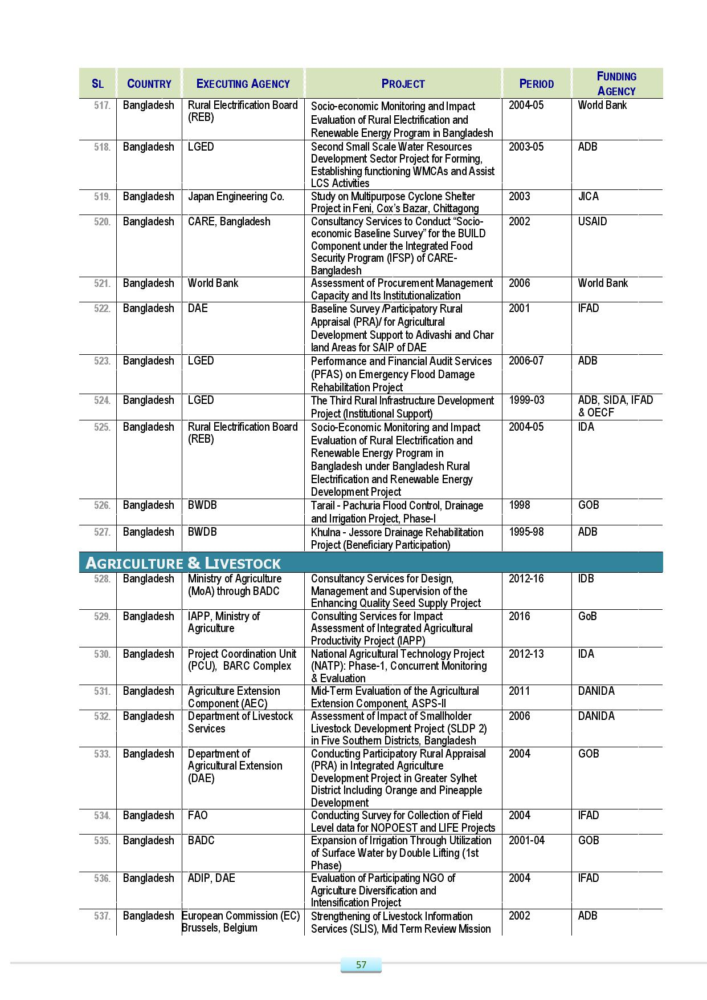 SL COUNTRY EXECUTING AGENCY PROJECT PERIOD FUNDING AGENCY
517. Bangladesh Rural Electrification Board Socio-economic Monitoring and Impact 2004-05 World Bank
(REB) Evaluation of Rural Electrification and
Renewable Energy Program in Bangladesh
518. Bangladesh LGED Second Small Scale Water Resources 2003-05 ADB
Development Sector Project for Forming,
Establishing functioning WMCAs and Assist
LCS Activities
519. Bangladesh Japan Engineering Co. Study on Multipurpose Cyclone Shelter 2003 JICA
Project in Feni, Cox's Bazar, Chittagong
520. Bangladesh CARE, Bangladesh Consultancy Services to Conduct “Socio- 2002 USAID
economic Baseline Survey” for the BUILD
Component under the Integrated Food
Security Program (IFSP) of CARE-
Bangladesh
521. Bangladesh World Bank Assessment of Procurement Management 2006 World Bank
Capacity and Its Institutionalization
522. Bangladesh DAE Baseline Survey /Participatory Rural 2001 IFAD
Appraisal (PRA)/ for Agricultural
Development Support to Adivashi and Char
land Areas for SAIP of DAE
523. Bangladesh LGED Performance and Financial Audit Services 2006-07 ADB
(PFAS) on Emergency Flood Damage
Rehabilitation Project
524. Bangladesh LGED The Third Rural Infrastructure Development 1999-03 ADB, SIDA, IFAD
Project (Institutional Support) & OECF
525. Bangladesh Rural Electrification Board Socio-Economic Monitoring and Impact 2004-05 IDA
(REB) Evaluation of Rural Electrification and
Renewable Energy Program in
Bangladesh under Bangladesh Rural
Electrification and Renewable Energy
Development Project
526. Bangladesh BWDB Tarail - Pachuria Flood Control, Drainage 1998 GOB
and Irrigation Project, Phase-I
527. Bangladesh BWDB Khulna - Jessore Drainage Rehabilitation 1995-98 ADB
Project (Beneficiary Participation)
AGRICULTURE & LIVESTOCK
528. Bangladesh Ministry of Agriculture Consultancy Services for Design, 2012-16 IDB
(MoA) through BADC Management and Supervision of the
Enhancing Quality Seed Supply Project
529. Bangladesh IAPP, Ministry of Consulting Services for Impact 2016 GoB
Agriculture Assessment of Integrated Agricultural
Productivity Project (IAPP)
530. Bangladesh Project Coordination Unit National Agricultural Technology Project 2012-13 IDA
(PCU), BARC Complex (NATP): Phase-1, Concurrent Monitoring
& Evaluation
531. Bangladesh Agriculture Extension Mid-Term Evaluation of the Agricultural 2011 DANIDA
Component (AEC) Extension Component, ASPS-II
532. Bangladesh Department of Livestock Assessment of Impact of Smallholder 2006 DANIDA
Services Livestock Development Project (SLDP 2)
in Five Southern Districts, Bangladesh
533. Bangladesh Department of Conducting Participatory Rural Appraisal 2004 GOB
Agricultural Extension (PRA) in Integrated Agriculture
(DAE) Development Project in Greater Sylhet
District Including Orange and Pineapple
Development
534. Bangladesh FAO Conducting Survey for Collection of Field 2004 IFAD
Level data for NOPOEST and LIFE Projects
535. Bangladesh BADC Expansion of Irrigation Through Utilization 2001-04 GOB
of Surface Water by Double Lifting (1st
Phase)
536. Bangladesh ADIP, DAE Evaluation of Participating NGO of 2004 IFAD
Agriculture Diversification and
Intensification Project
537. Bangladesh European Commission (EC) Strengthening of Livestock Information 2002 ADB
Brussels, Belgium Services (SLIS), Mid Term Review Mission
57